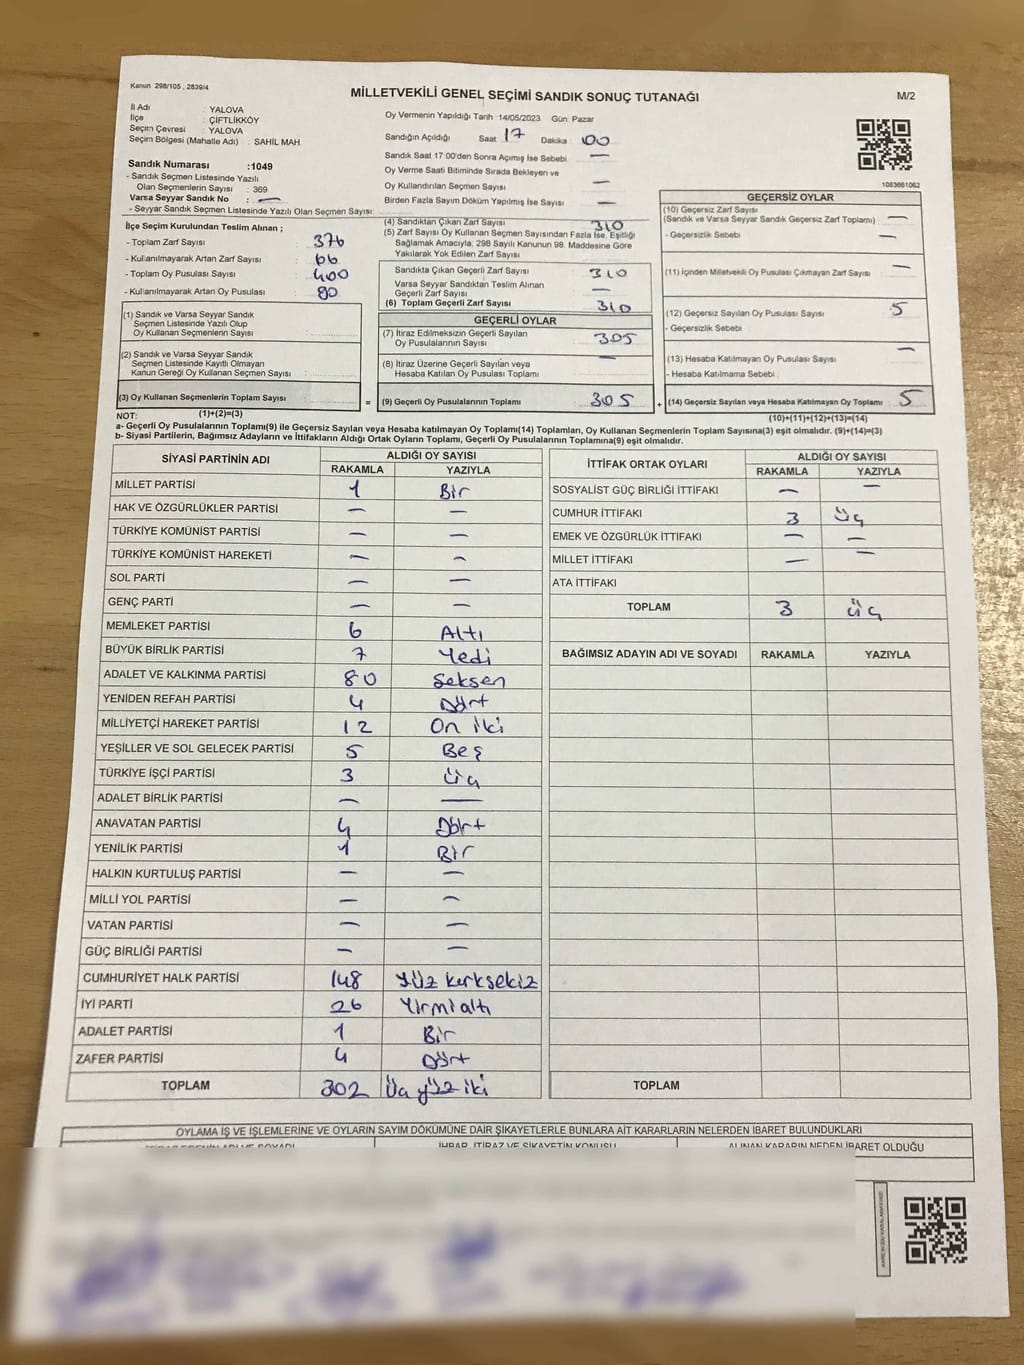 Kanun 298/105 , 2839/4
MİLLETVEKİLİ GENEL SEÇİMİ SANDIK SONUÇ TUTANAĞI
M/2
İl Adı : YALOVA
İlçe : ÇİFTLİKKÖY
Seçim Çevresi : YALOVA
Seçim Bölgesi (Mahalle Adı) : SAHİL MAH.
Sandık Numarası :1049
- Sandık Seçmen Listesinde Yazılı
Olan Seçmenlerin Sayısı : 369
Varsa Seyyar Sandık No : —
- Seyyar Sandık Seçmen Listesinde Yazılı Olan Seçmen Sayısı:
Oy Vermenin Yapıldığı Tarih :14/05/2023 Gün: Pazar
Sandığın Açıldığı Saat 17 Dakika 00
Sandık Saat 17:00'den Sonra Açımış İse Sebebi —
Oy Verme Saati Bitiminde Sırada Bekleyen ve
Oy Kullandırılan Seçmen Sayısı —
Birden Fazla Sayım Döküm Yapılmış İse Sayısı —
1083661062
İlçe Seçim Kurulundan Teslim Alınan ;
- Toplam Zarf Sayısı : 376
- Kullanılmayarak Artan Zarf Sayısı : 66
- Toplam Oy Pusulası Sayısı : 400
- Kullanılmayarak Artan Oy Pusulası : 90
(1) Sandık ve Varsa Seyyar Sandık
Seçmen Listesinde Yazılı Olup
Oy Kullanan Seçmenlerin Sayısı :
(2) Sandık ve Varsa Seyyar Sandık
Seçmen Listesinde Kayıtlı Olmayan
Kanun Gereği Oy Kullanan Seçmen Sayısı :
(3) Oy Kullanan Seçmenlerin Toplam Sayısı :
(1)+(2)=(3)
(4) Sandıktan Çıkan Zarf Sayısı 310
(5) Zarf Sayısı Oy Kullanan Seçmen Sayısından Fazla İse, Eşitliği
Sağlamak Amacıyla; 298 Sayılı Kanunun 98. Maddesine Göre
Yakılarak Yok Edilen Zarf Sayısı
Sandıkta Çıkan Geçerli Zarf Sayısı 310
Varsa Seyyar Sandıktan Teslim Alınan
Geçerli Zarf Sayısı —
(6) Toplam Geçerli Zarf Sayısı 310
GEÇERLİ OYLAR
(7) İtiraz Edilmeksizin Geçerli Sayılan
Oy Pusulalarının Sayısı : 305
(8) İtiraz Üzerine Geçerli Sayılan veya
Hesaba Katılan Oy Pusulası Toplamı : —
= (9) Geçerli Oy Pusulalarının Toplamı : 305
GEÇERSİZ OYLAR
(10) Geçersiz Zarf Sayısı
(Sandık ve Varsa Seyyar Sandık Geçersiz Zarf Toplamı) —
- Geçersizlik Sebebi : —
(11) İçinden Milletvekili Oy Pusulası Çıkmayan Zarf Sayısı : —
(12) Geçersiz Sayılan Oy Pusulası Sayısı : 5
- Geçersizlik Sebebi :
(13) Hesaba Katılmayan Oy Pusulası Sayısı : —
- Hesaba Katılmama Sebebi :
+ (14) Geçersiz Sayılan veya Hesaba Katılmayan Oy Toplamı : 5
(10)+(11)+(12)+(13)=(14)
NOT:
a- Geçerli Oy Pusulalarının Toplamı(9) ile Geçersiz Sayılan veya Hesaba katılmayan Oy Toplamı(14) Toplamları, Oy Kullanan Seçmenlerin Toplam Sayısına(3) eşit olmalıdır. (9)+(14)=(3)
b- Siyasi Partilerin, Bağımsız Adayların ve İttifakların Aldığı Ortak Oyların Toplamı, Geçerli Oy Pusulalarının Toplamına(9) eşit olmalıdır.
SİYASİ PARTİNİN ADI ALDIĞI OY SAYISI
RAKAMLA YAZIYLA
MİLLET PARTİSİ 1 Bir
HAK VE ÖZGÜRLÜKLER PARTİSİ — —
TÜRKİYE KOMÜNİST PARTİSİ — —
TÜRKİYE KOMÜNİST HAREKETİ — —
SOL PARTİ — —
GENÇ PARTİ — —
MEMLEKET PARTİSİ 6 Altı
BÜYÜK BİRLİK PARTİSİ 7 Yedi
ADALET VE KALKINMA PARTİSİ 80 Seksen
YENİDEN REFAH PARTİSİ 4 Dört
MİLLİYETÇİ HAREKET PARTİSİ 12 On iki
YEŞİLLER VE SOL GELECEK PARTİSİ 5 Beş
TÜRKİYE İŞÇİ PARTİSİ 3 Üç
ADALET BİRLİK PARTİSİ — —
ANAVATAN PARTİSİ 4 Dört
YENİLİK PARTİSİ 1 Bir
HALKIN KURTULUŞ PARTİSİ — —
MİLLİ YOL PARTİSİ — —
VATAN PARTİSİ — —
GÜÇ BİRLİĞİ PARTİSİ — —
CUMHURİYET HALK PARTİSİ 148 Yüz kırksekiz
İYİ PARTİ 26 Yirmialtı
ADALET PARTİSİ 1 Bir
ZAFER PARTİSİ 4 Dört
TOPLAM 302 Üç yüz iki
İTTİFAK ORTAK OYLARI ALDIĞI OY SAYISI
RAKAMLA YAZIYLA
SOSYALİST GÜÇ BİRLİĞİ İTTİFAKI — —
CUMHUR İTTİFAKI 3 Üç
EMEK VE ÖZGÜRLÜK İTTİFAKI — —
MİLLET İTTİFAKI — —
ATA İTTİFAKI
TOPLAM 3 üç
BAĞIMSIZ ADAYIN ADI VE SOYADI RAKAMLA YAZIYLA
TOPLAM
OYLAMA İŞ VE İŞLEMLERİNE VE OYLARIN SAYIM DÖKÜMÜNE DAİR ŞİKAYETLERLE BUNLARA AİT KARARLARIN NELERDEN İBARET BULUNDUKLARI
İHBAR, İTİRAZ VE ŞİKAYETİN KONUSU ALINAN KARARIN NEDEN İBARET OLDUĞU